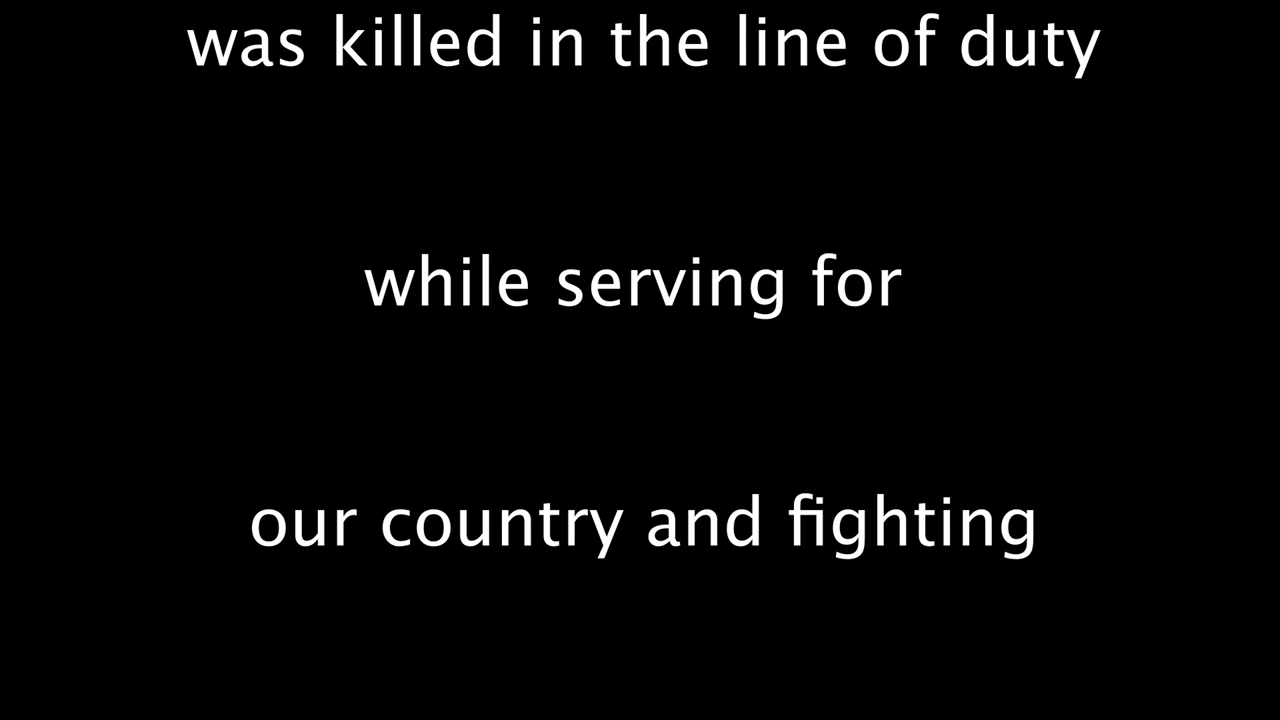 was killed in the line of duty
while serving for
our country and fighting